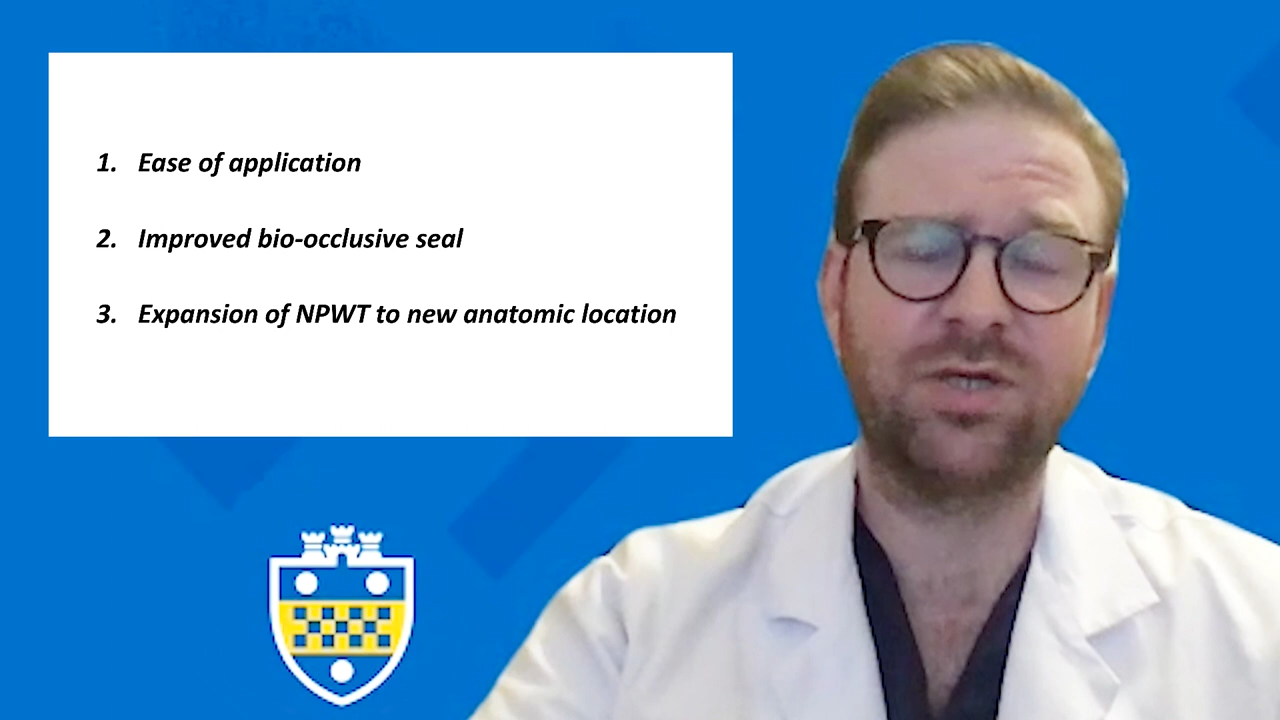 1. Ease of application
2. Improved bio-occlusive seal
3. Expansion of NPWT to new anatomic location